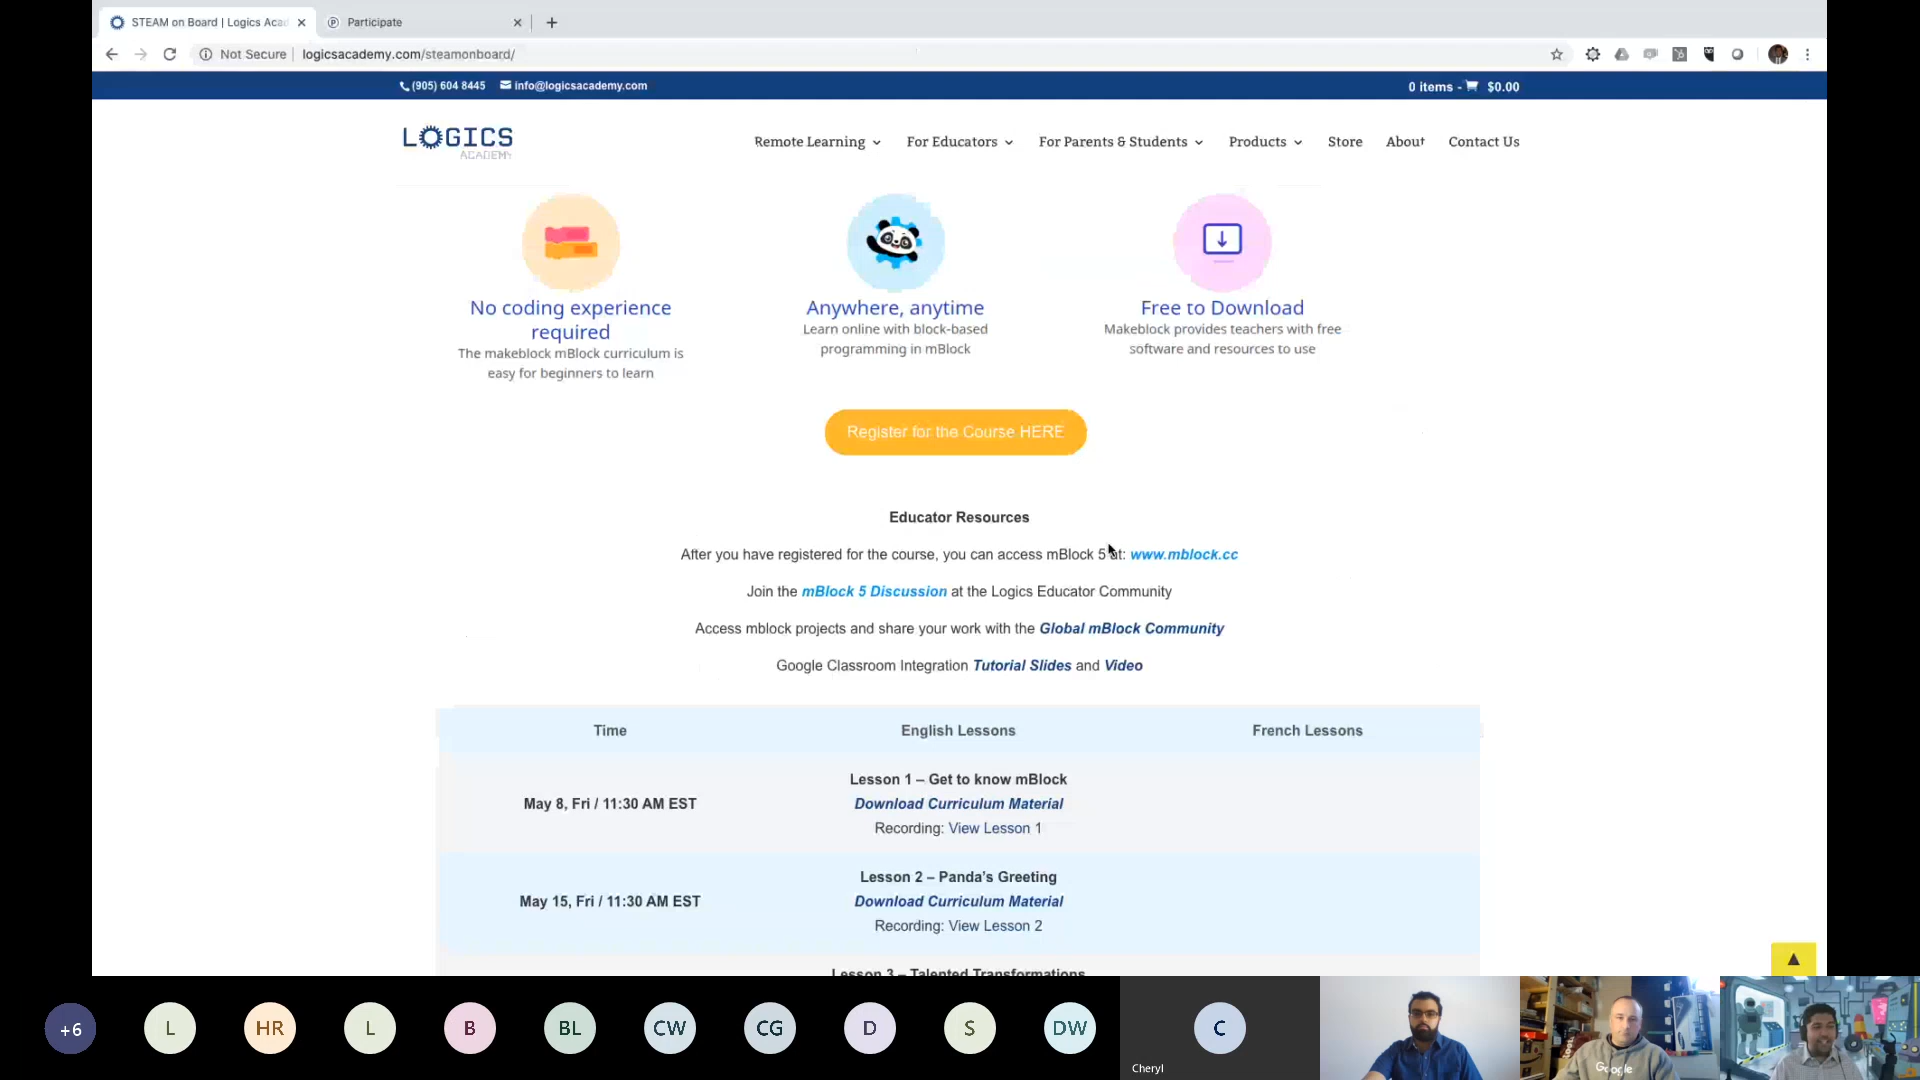 STEAM on Board | Logics Aca
Participate
Not Secure
logicsacademy.com/steamonboard/
(905) 604 8445
info@logicsacademy.com
0 items -
$0.00
LOGICS
ACADEMY
Remote Learning
For Educators
For Parents & Students
Products
Store
About
Contact Us
No coding experience
required
The makeblock mBlock curriculum is
easy for beginners to learn
Anywhere, anytime
Learn online with block-based
programming in mBlock
Free to Download
Makeblock provides teachers with free
software and resources to use
Register for the Course HERE
Educator Resources
After you have registered for the course, you can access mBlock 5 at: www.mblock.cc
Join the mBlock 5 Discussion at the Logics Educator Community
Access mblock projects and share your work with the Global mBlock Community
Google Classroom Integration Tutorial Slides and Video
Time
English Lessons
French Lessons
May 8, Fri / 11:30 AM EST
Lesson 1 – Get to know mBlock
Download Curriculum Material
Recording: View Lesson 1
May 15, Fri / 11:30 AM EST
Lesson 2 – Panda's Greeting
Download Curriculum Material
Recording: View Lesson 2
Lesson 3 – Talented Transformations
+6
L
HR
L
B
BL
CW
CG
D
S
DW
C
Cheryl
Google